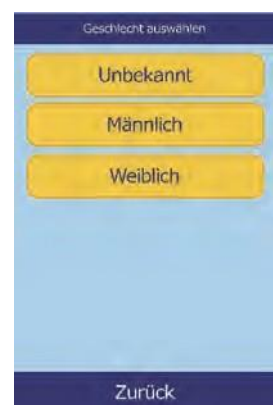 Geschlecht auswählen
Unbekannt
Männlich
Weiblich
Zurück